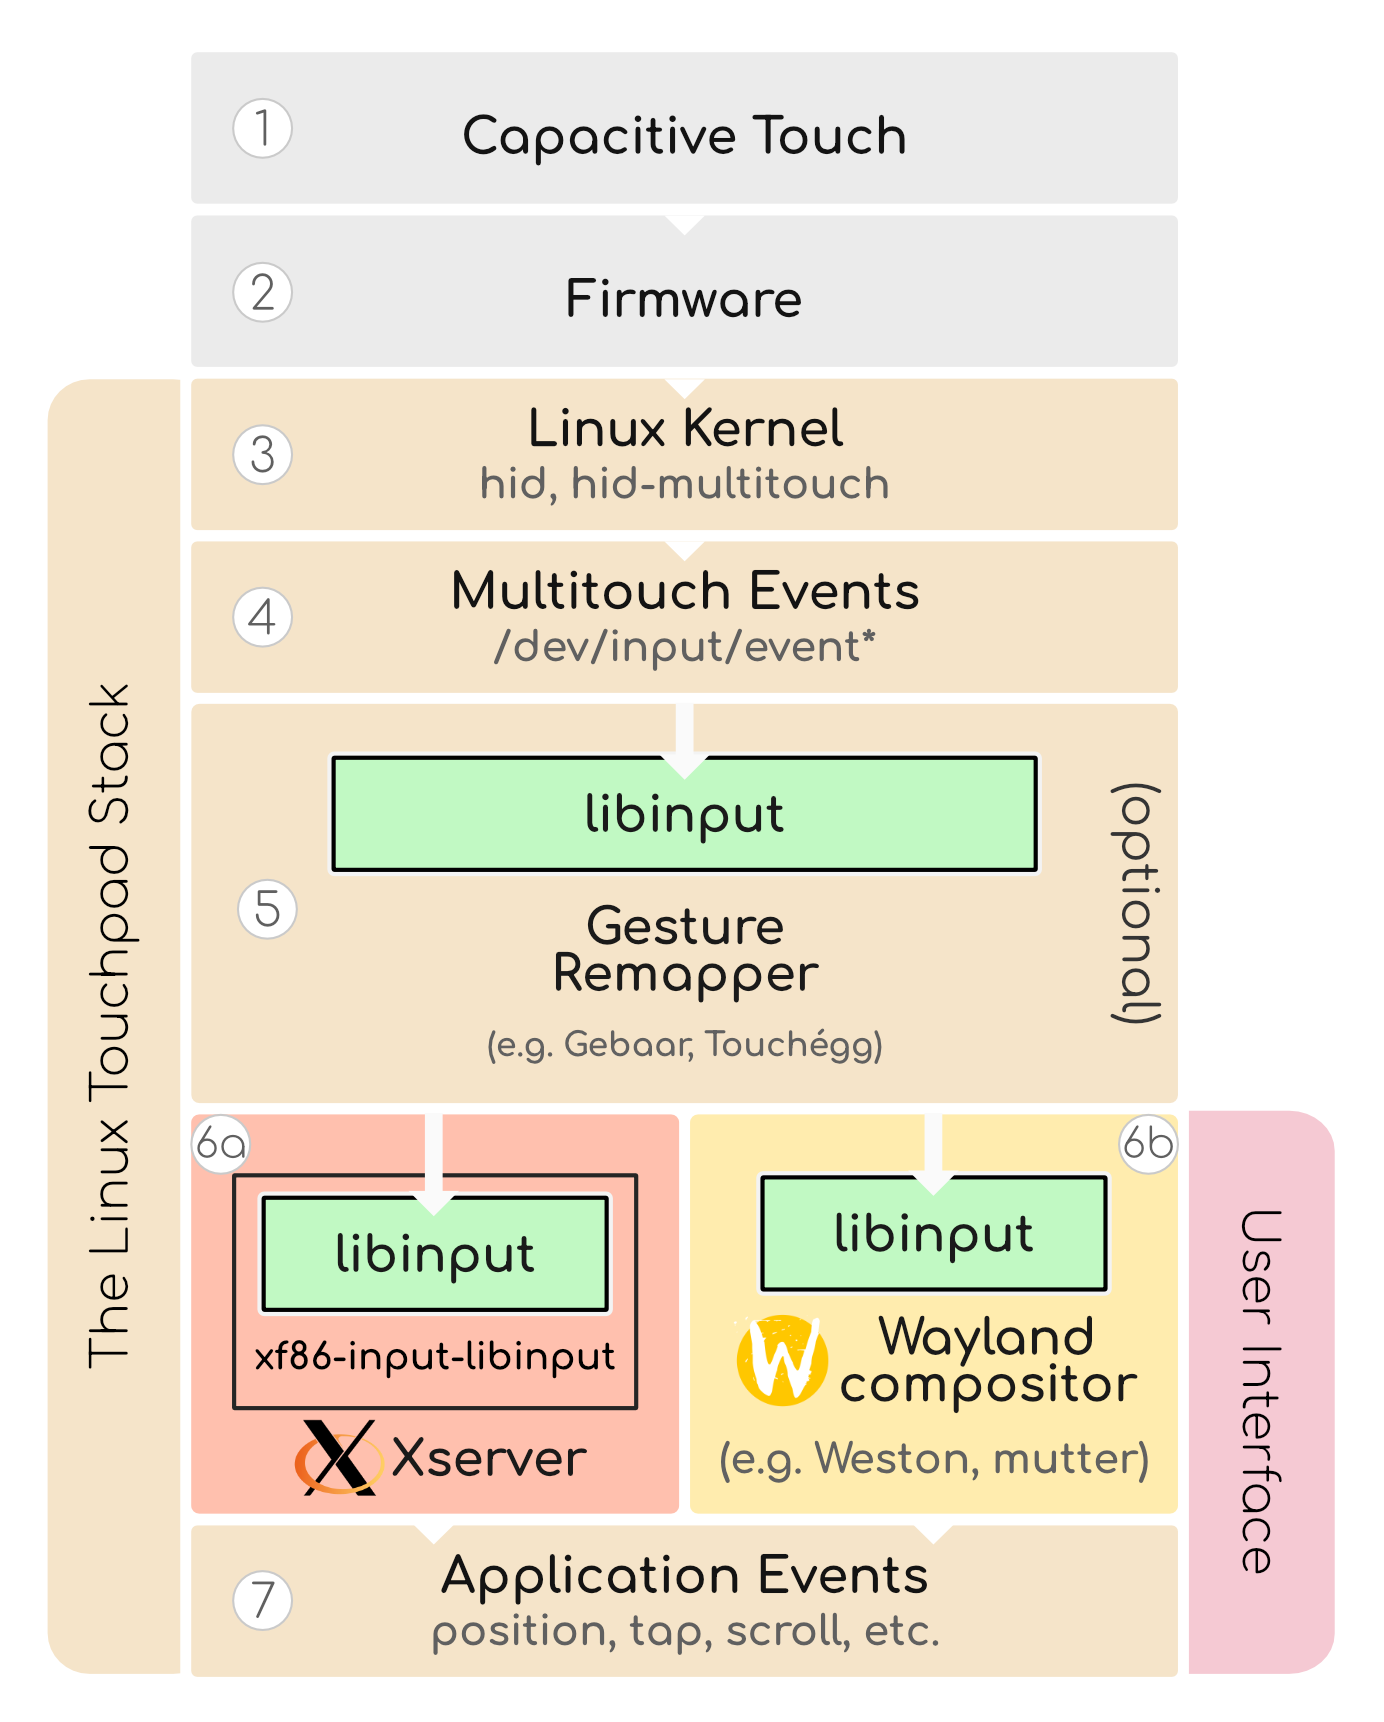 1
Capacitive Touch
2
Firmware
The Linux Touchpad Stack
3
Linux Kernel
hid, hid-multitouch
4
Multitouch Events
/dev/input/event*
5
libinput
Gesture
Remapper
(e.g. Gebaar, Touchégg)
(optional)
6a
libinput
xf86-input-libinput
X Xserver
6b
libinput
W Wayland
compositor
(e.g. Weston, mutter)
User Interface
7
Application Events
position, tap, scroll, etc.